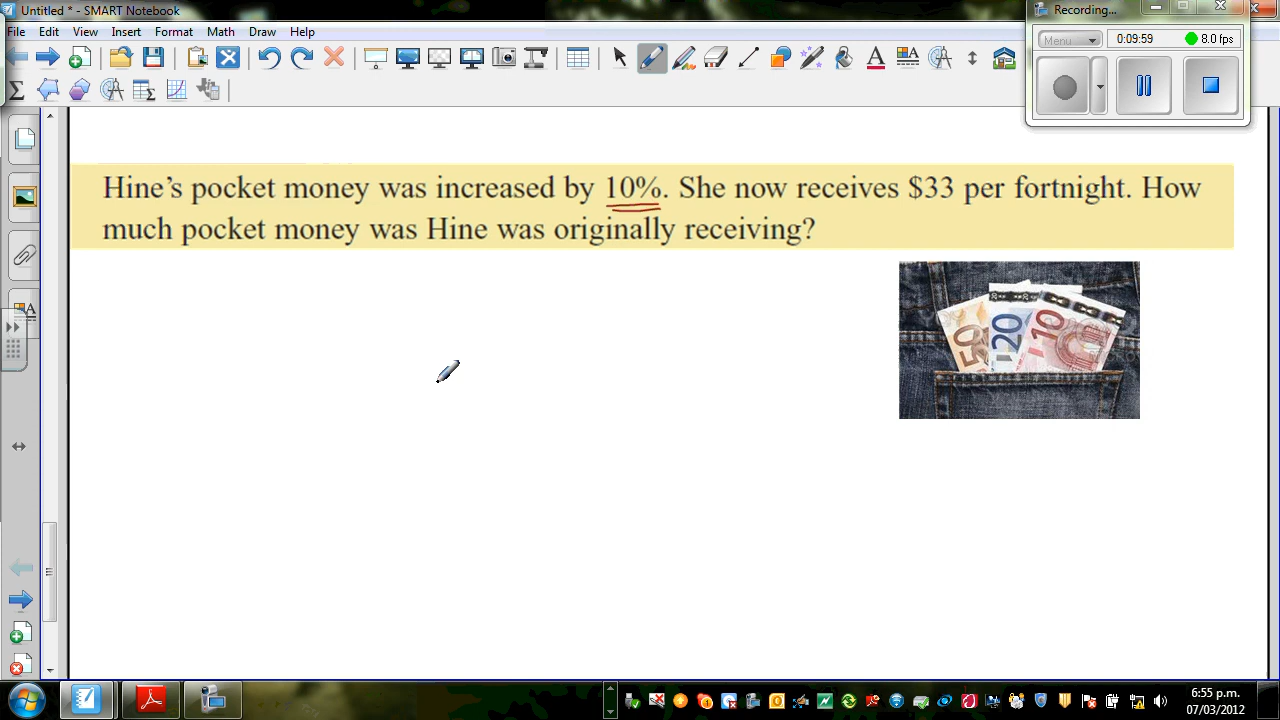 Untitled * - SMART Notebook
Recording...
File Edit View Insert Format Math Draw Help
Menu
0:09:59
8.0 fps
Hine's pocket money was increased by 10%. She now receives $33 per fortnight. How
much pocket money was Hine was originally receiving?
50 20 10
6:55 p.m.
07/03/2012